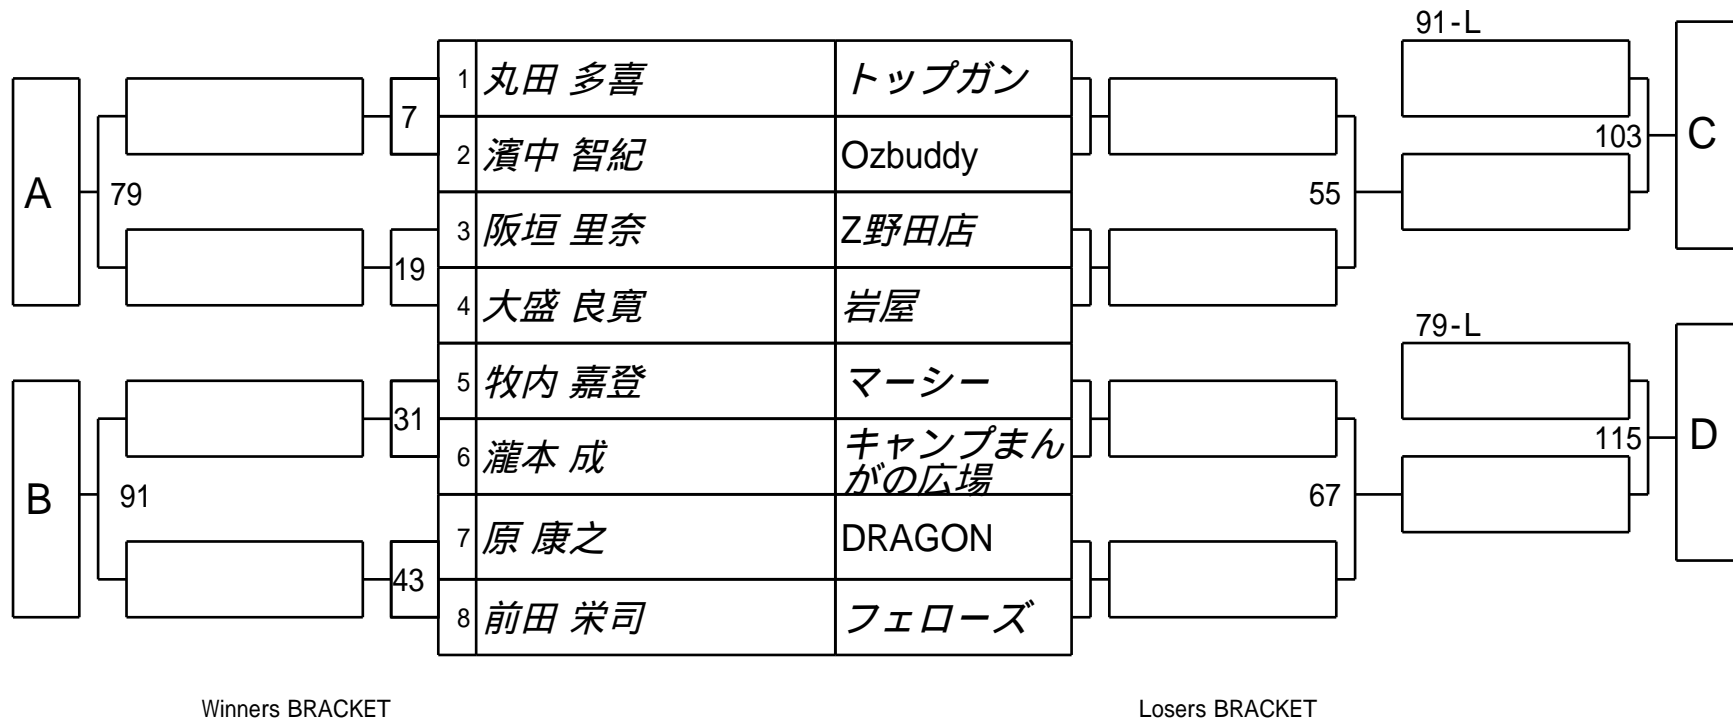 91-L
1 丸田 多喜 トップガン
7
2 濱中 智紀 Ozbuddy
103 C
A 79 55
3 阪垣 里奈 Z野田店
19
4 大盛 良寛 岩屋
79-L
5 牧内 嘉登 マーシー
31
6 瀧本 成 キャンプまん
がの広場
115 D
B 91 67
7 原 康之 DRAGON
43
8 前田 栄司 フェローズ
Winners BRACKET Losers BRACKET